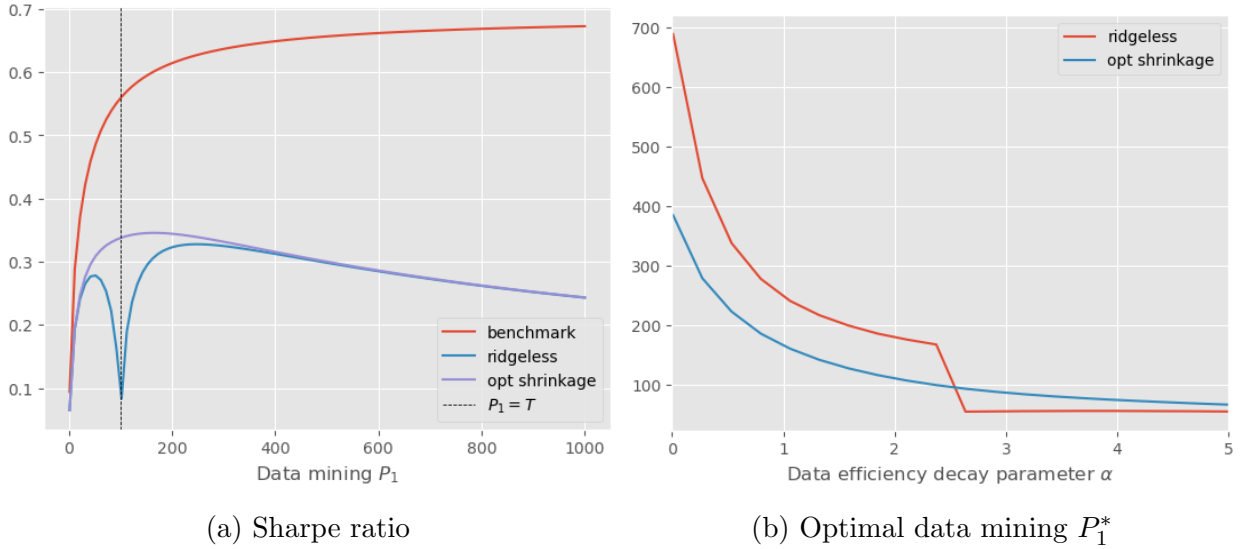 0.7
0.6
0.5
0.4
0.3
0.2
0.1
0 200 400 600 800 1000
Data mining P₁
benchmark
ridgeless
opt shrinkage
P₁ = T
(a) Sharpe ratio
700
600
500
400
300
200
100
0 1 2 3 4 5
Data efficiency decay parameter α
ridgeless
opt shrinkage
(b) Optimal data mining P₁*